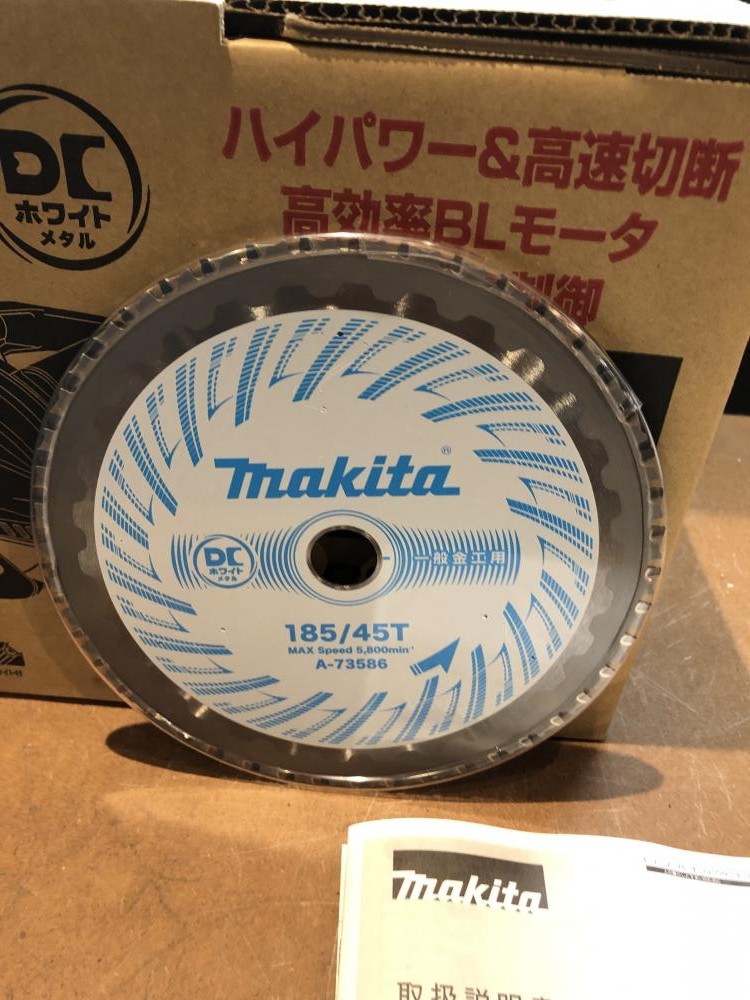 DC
ホワイト
メタル
ハイパワー&高速切断
高効率BLモータ
制御
makita®
DC
ホワイト
メタル
一般金工用
185/45T
MAX Speed 5,800min-1
A-73586
makita
取扱説明書